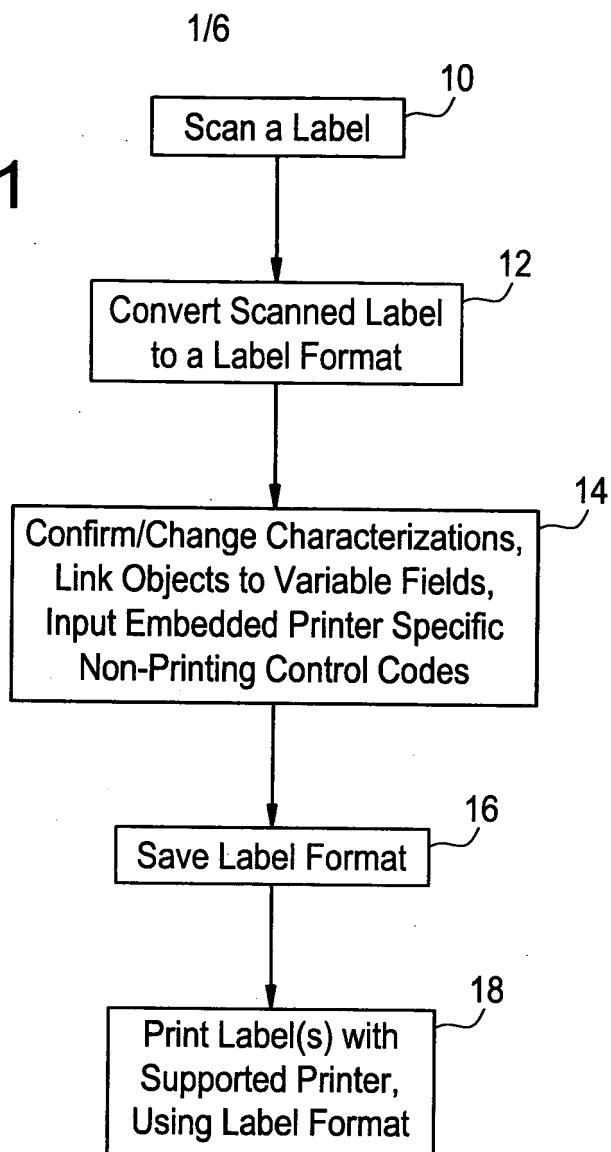 1/6
10
Scan a Label
1
12
Convert Scanned Label
to a Label Format
14
Confirm/Change Characterizations,
Link Objects to Variable Fields,
Input Embedded Printer Specific
Non-Printing Control Codes
16
Save Label Format
18
Print Label(s) with
Supported Printer,
Using Label Format